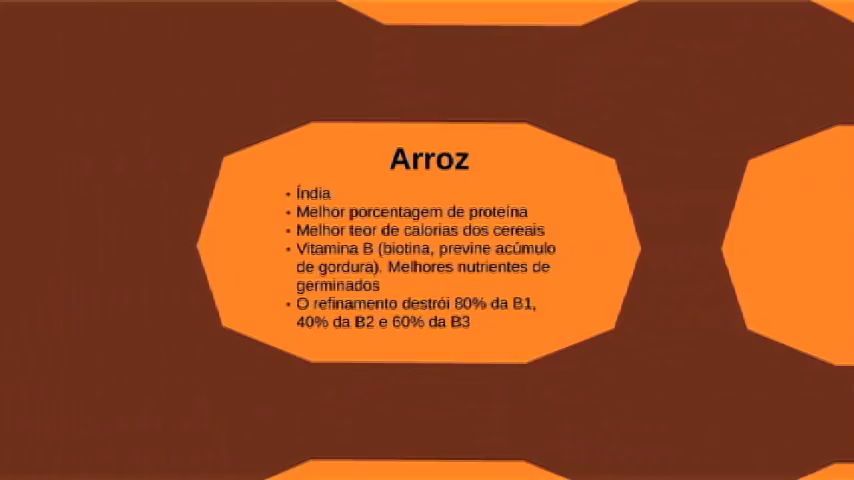 Arroz
• Índia
• Melhor porcentagem de proteína
• Melhor teor de calorias dos cereais
• Vitamina B (biotina, previne acúmulo
de gordura). Melhores nutrientes de
germinados
• O refinamento destrói 80% da B1,
40% da B2 e 60% da B3